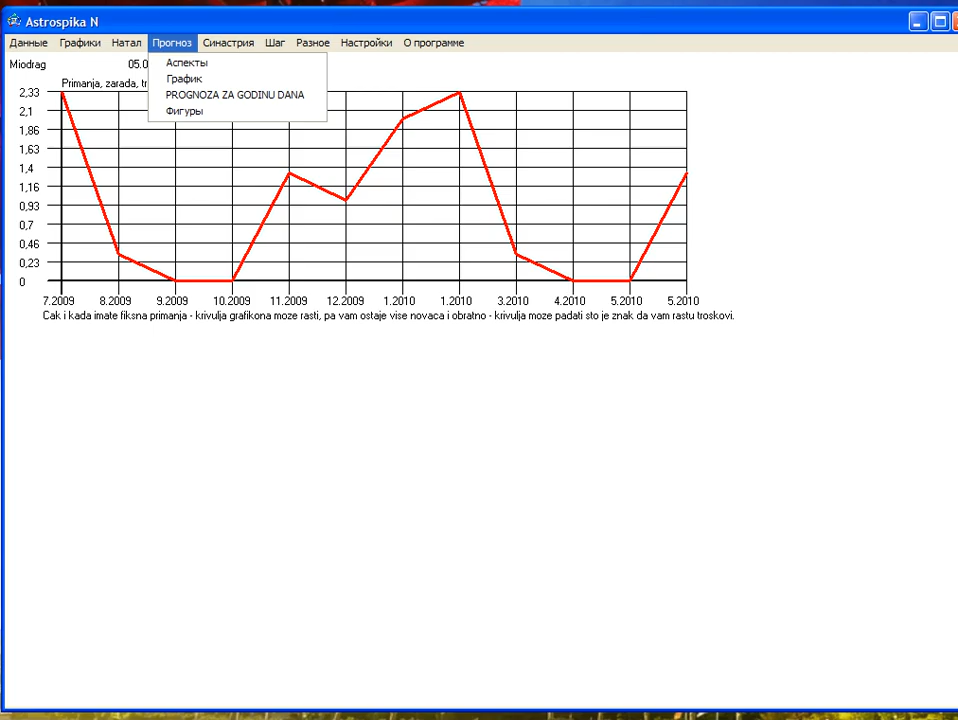 Astrospika N
Данные Графики Натал Прогноз Синастрия Шаг Разное Настройки О программе
Miodrag 05.0
Аспекты
График
PROGNOZA ZA GODINU DANA
Фигуры
Primanja, zarada,
2,33
2,1
1,86
1,63
1,4
1,16
0,93
0,7
0,46
0,23
0
7.2009 8.2009 9.2009 10.2009 11.2009 12.2009 1.2010 1.2010 3.2010 4.2010 5.2010 5.2010
Cak i kada imate fiksna primanja - krivulja grafikona moze rasti, pa vam ostaje vise novaca i obratno - krivulja moze padati sto je znak da vam rastu troskovi.